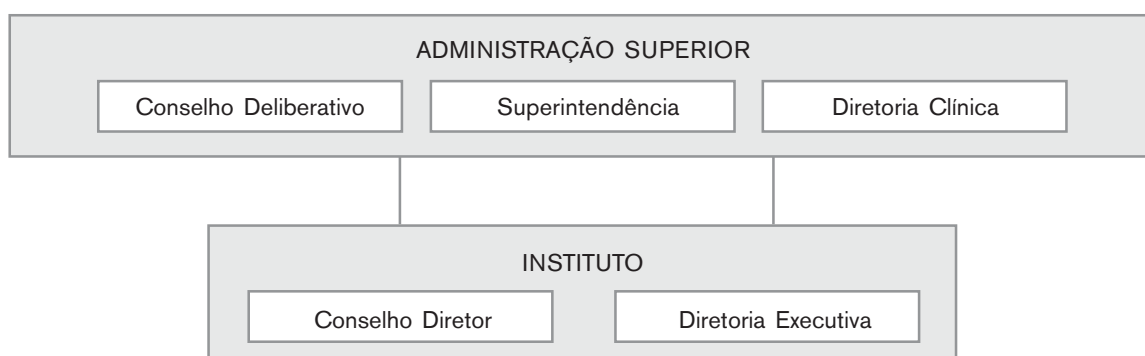 ADMINISTRAÇÃO SUPERIOR
Conselho Deliberativo
Superintendência
Diretoria Clínica
INSTITUTO
Conselho Diretor
Diretoria Executiva